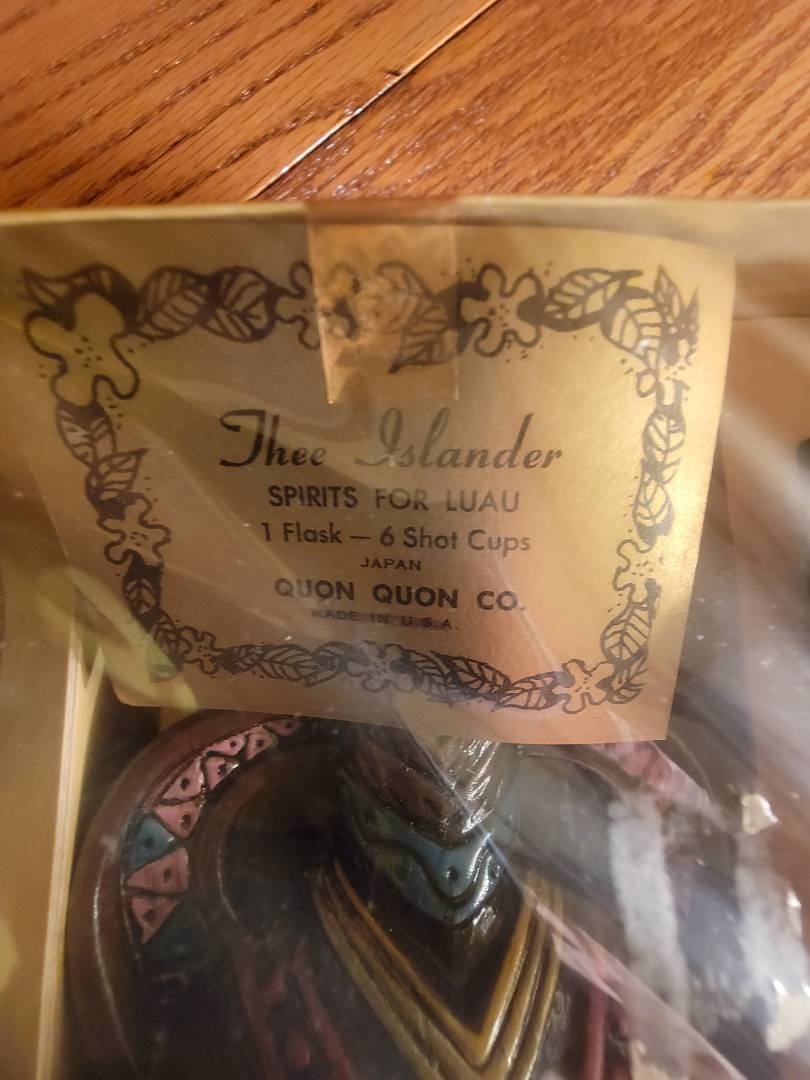 Thee Islander
SPIRITS FOR LUAU
1 Flask — 6 Shot Cups
JAPAN
QUON QUON CO.
MADE IN U.S.A.